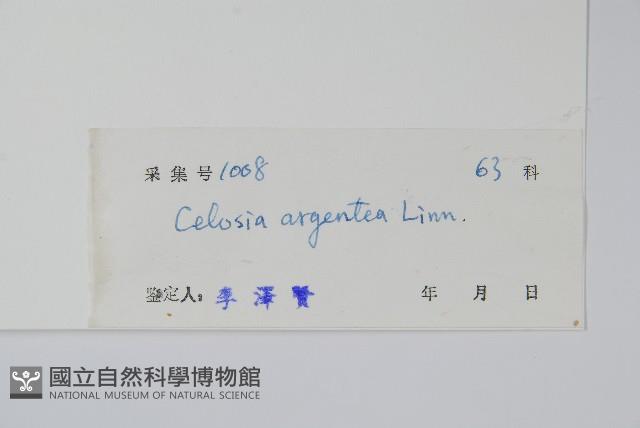 采集号 1008 63 科
Celosia argentea Linn.
鉴定人: 李澤賢 年 月 日
國立自然科學博物館
NATIONAL MUSEUM OF NATURAL SCIENCE